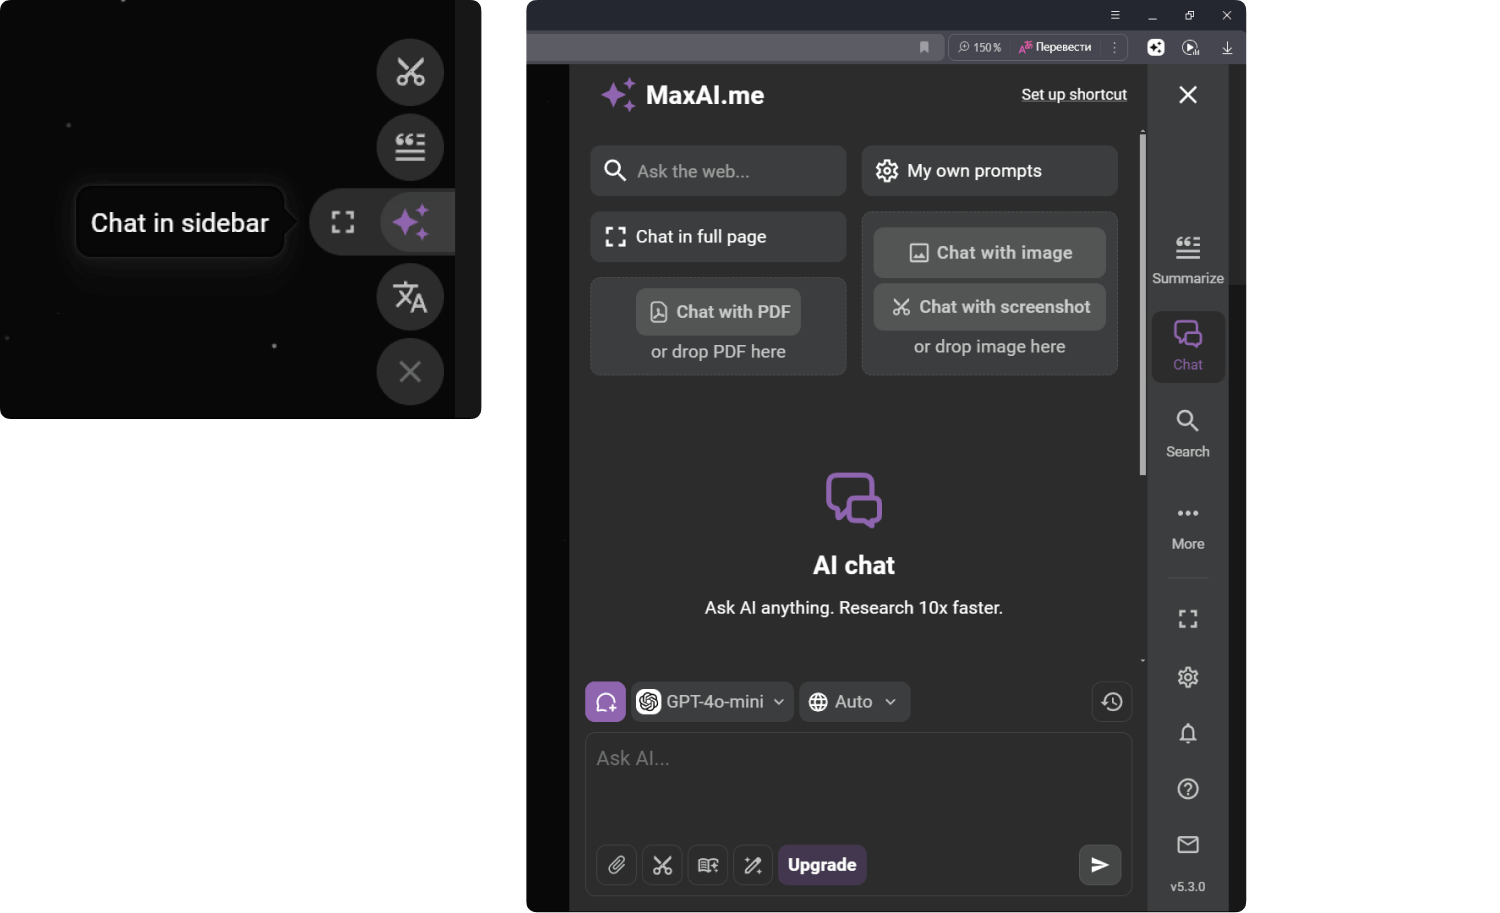 Chat in sidebar
150%
Перевести
MaxAI.me
Set up shortcut
Ask the web...
My own prompts
Chat in full page
Chat with image
Chat with PDF
Chat with screenshot
or drop PDF here
or drop image here
AI chat
Ask AI anything. Research 10x faster.
GPT-4o-mini
Auto
Ask AI...
Upgrade
Summarize
Chat
Search
More
v5.3.0